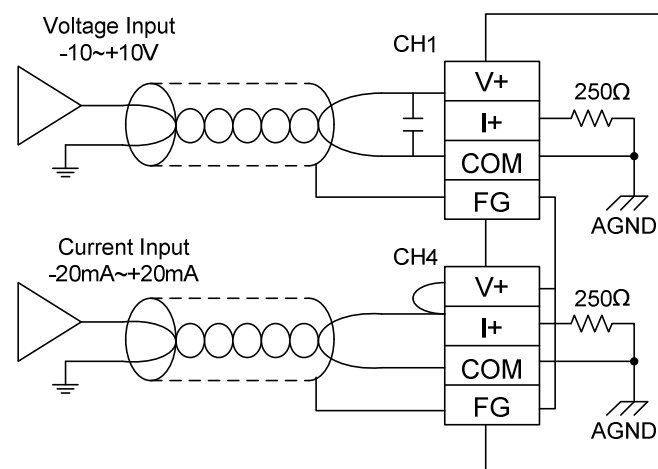 Voltage Input
-10~+10V
CH1
V+
I+
COM
FG
250Ω
AGND
Current Input
-20mA~+20mA
CH4
V+
I+
COM
FG
250Ω
AGND